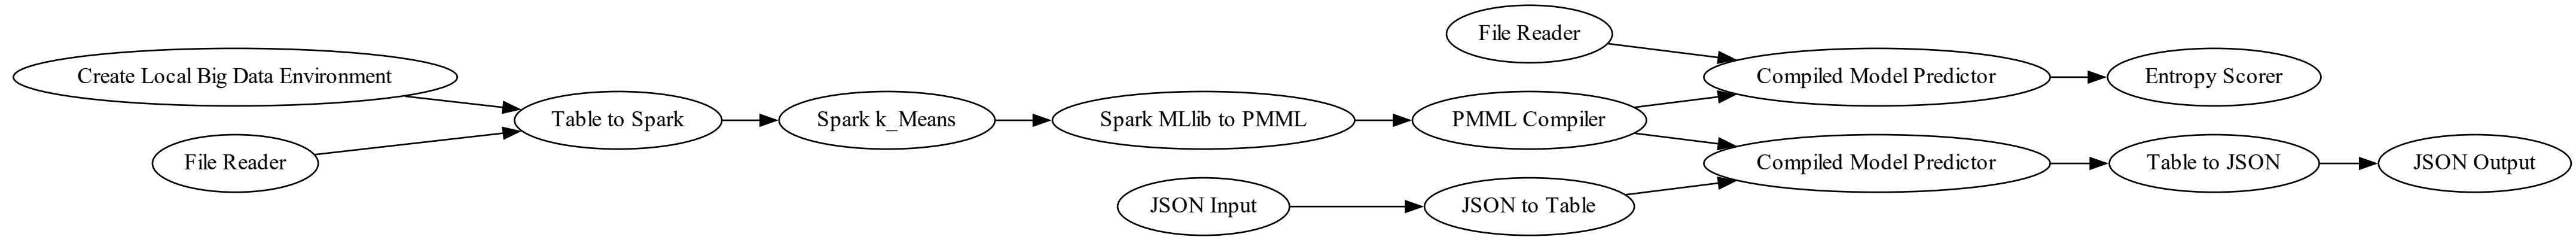 File Reader
Create Local Big Data Environment
Compiled Model Predictor
Entropy Scorer
Table to Spark
Spark k_Means
Spark MLlib to PMML
PMML Compiler
File Reader
Compiled Model Predictor
Table to JSON
JSON Output
JSON Input
JSON to Table